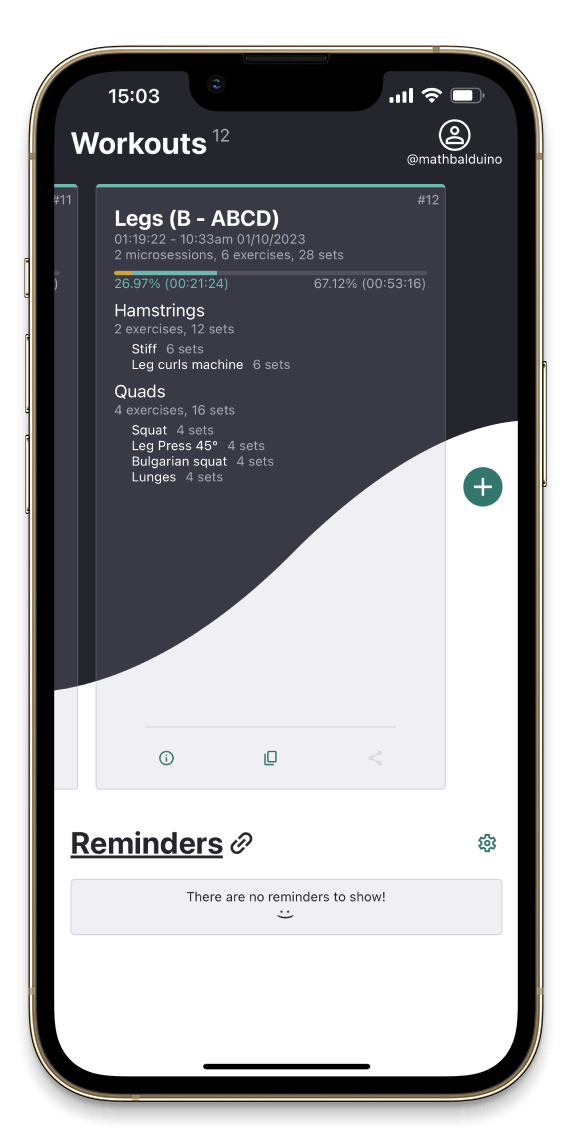 15:03
Workouts 12
@mathbalduino
#11
#12
Legs (B - ABCD)
01:19:22 - 10:33am 01/10/2023
2 microsessions, 6 exercises, 28 sets
)
26.97% (00:21:24) 67.12% (00:53:16)
Hamstrings
2 exercises, 12 sets
Stiff 6 sets
Leg curls machine 6 sets
Quads
4 exercises, 16 sets
Squat 4 sets
Leg Press 45° 4 sets
Bulgarian squat 4 sets
Lunges 4 sets
Reminders
There are no reminders to show!